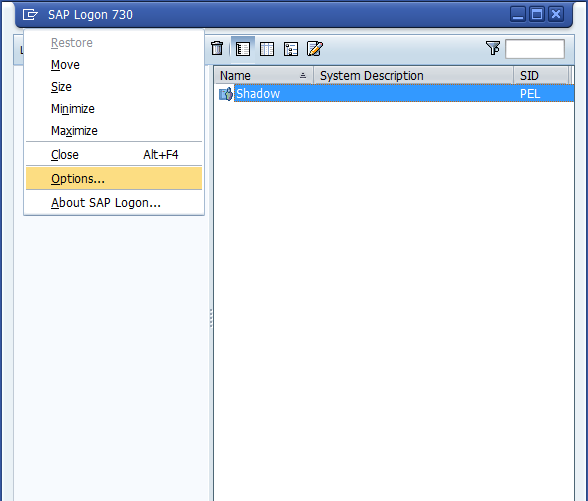 SAP Logon 730
Restore
Move
Size
Minimize
Maximize
Close Alt+F4
Options...
About SAP Logon...
Name System Description SID
Shadow PEL